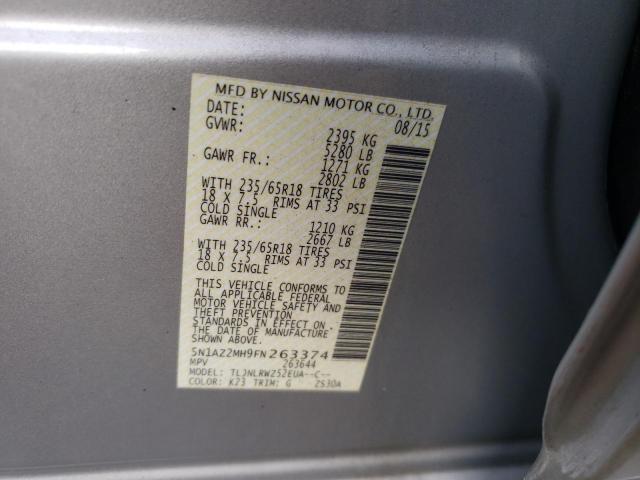 MFD BY NISSAN MOTOR CO., LTD.
DATE: 08/15
GVWR: 2395 KG
5280 LB
GAWR FR.: 1271 KG
2802 LB
WITH 235/65R18 TIRES
18 X 7.5 RIMS AT 33 PSI
COLD SINGLE
GAWR RR.: 1210 KG
2667 LB
WITH 235/65R18 TIRES
18 X 7.5 RIMS AT 33 PSI
COLD SINGLE
THIS VEHICLE CONFORMS TO
ALL APPLICABLE FEDERAL
MOTOR VEHICLE SAFETY AND
THEFT PREVENTION
STANDARDS IN EFFECT ON
THE DATE OF MANUFACTURE
SHOWN ABOVE.
5N1AZ2MH9FN263374
MPV 263644
MODEL: TLJNLRWZ52EUA--C--
COLOR: K23 TRIM: G ZS30A